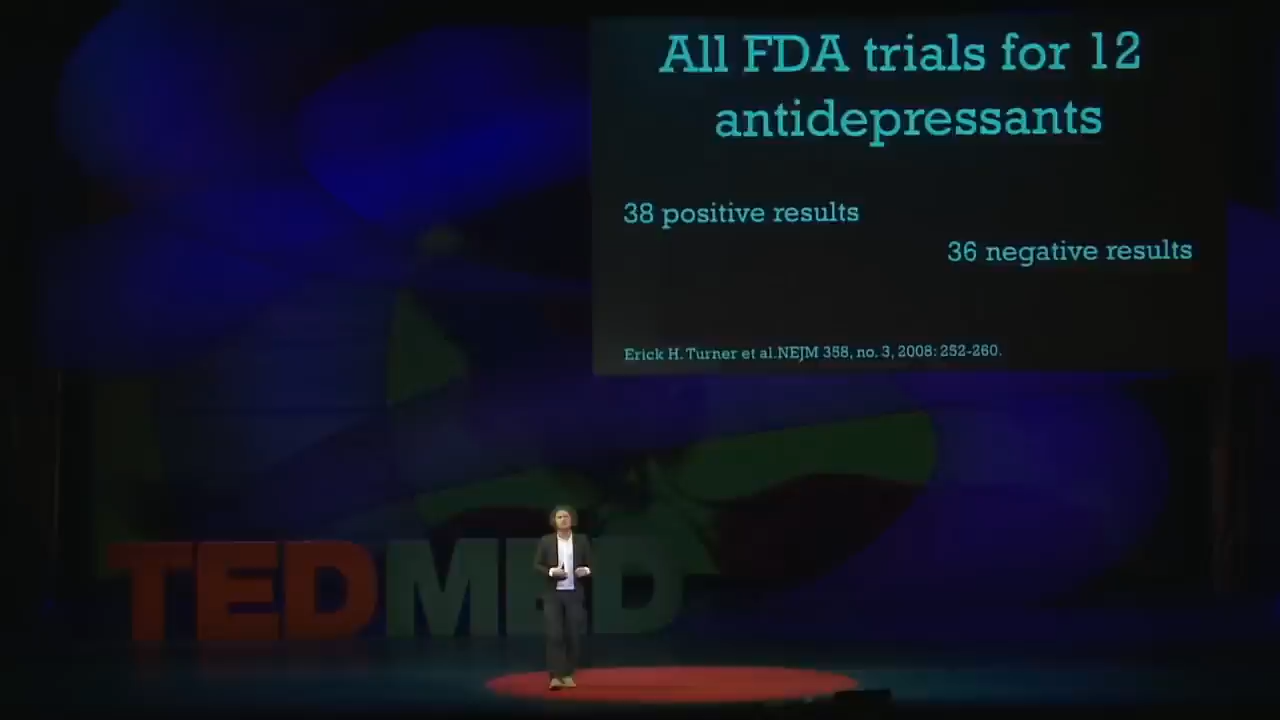 All FDA trials for 12
antidepressants
38 positive results
36 negative results
Erick H. Turner et al.NEJM 358, no. 3, 2008: 252-260.
TEDMED